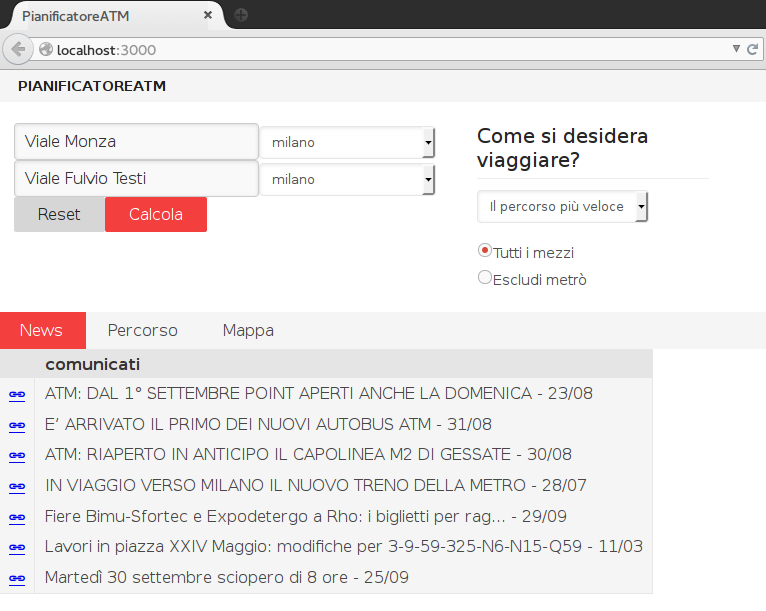 PianificatoreATM
localhost:3000
PIANIFICATOREATM
Viale Monza milano
Viale Fulvio Testi milano
Reset Calcola
Come si desidera
viaggiare?
Il percorso più veloce
Tutti i mezzi
Escludi metrò
News Percorso Mappa
comunicati
ATM: DAL 1° SETTEMBRE POINT APERTI ANCHE LA DOMENICA - 23/08
E’ ARRIVATO IL PRIMO DEI NUOVI AUTOBUS ATM - 31/08
ATM: RIAPERTO IN ANTICIPO IL CAPOLINEA M2 DI GESSATE - 30/08
IN VIAGGIO VERSO MILANO IL NUOVO TRENO DELLA METRO - 28/07
Fiere Bimu-Sfortec e Expodetergo a Rho: i biglietti per rag... - 29/09
Lavori in piazza XXIV Maggio: modifiche per 3-9-59-325-N6-N15-Q59 - 11/03
Martedì 30 settembre sciopero di 8 ore - 25/09